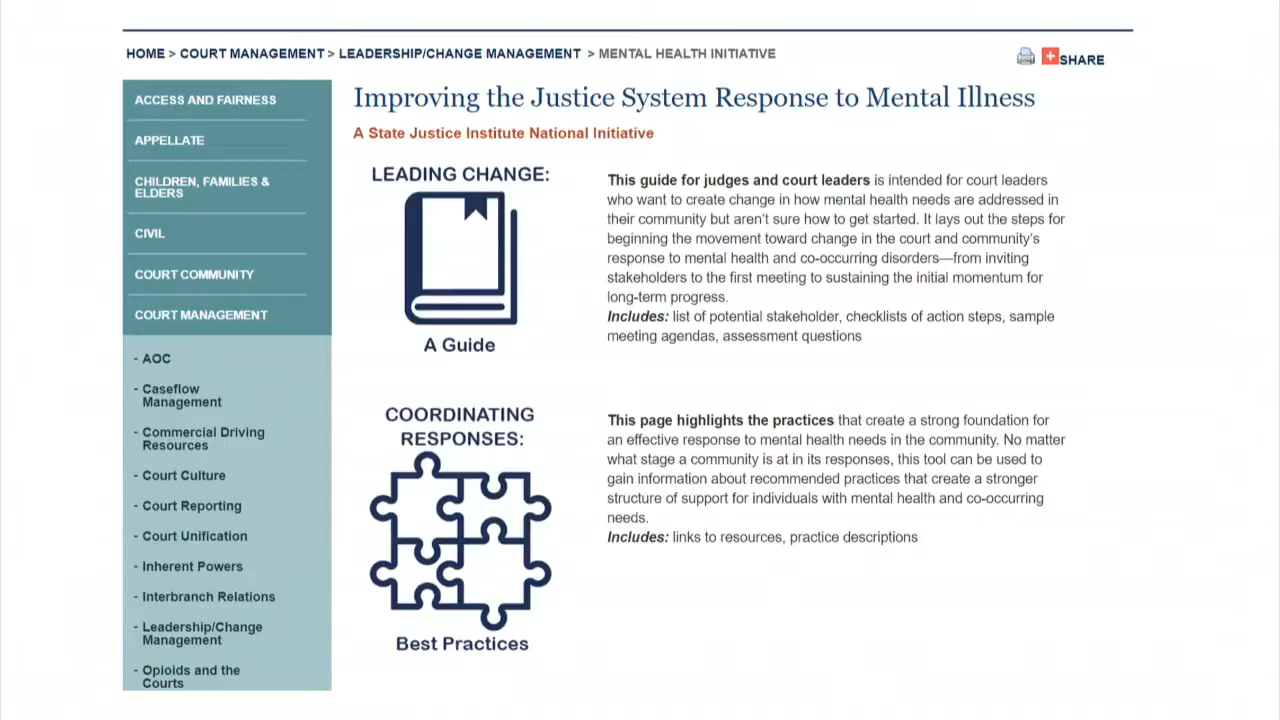 HOME > COURT MANAGEMENT > LEADERSHIP/CHANGE MANAGEMENT > MENTAL HEALTH INITIATIVE
SHARE
ACCESS AND FAIRNESS
APPELLATE
CHILDREN, FAMILIES &
ELDERS
CIVIL
COURT COMMUNITY
COURT MANAGEMENT
- AOC
- Caseflow
Management
- Commercial Driving
Resources
- Court Culture
- Court Reporting
- Court Unification
- Inherent Powers
- Interbranch Relations
- Leadership/Change
Management
- Opioids and the
Courts
Improving the Justice System Response to Mental Illness
A State Justice Institute National Initiative
LEADING CHANGE:
A Guide
This guide for judges and court leaders is intended for court leaders
who want to create change in how mental health needs are addressed in
their community but aren't sure how to get started. It lays out the steps for
beginning the movement toward change in the court and community's
response to mental health and co-occurring disorders—from inviting
stakeholders to the first meeting to sustaining the initial momentum for
long-term progress.
Includes: list of potential stakeholder, checklists of action steps, sample
meeting agendas, assessment questions
COORDINATING
RESPONSES:
Best Practices
This page highlights the practices that create a strong foundation for
an effective response to mental health needs in the community. No matter
what stage a community is at in its responses, this tool can be used to
gain information about recommended practices that create a stronger
structure of support for individuals with mental health and co-occurring
needs.
Includes: links to resources, practice descriptions